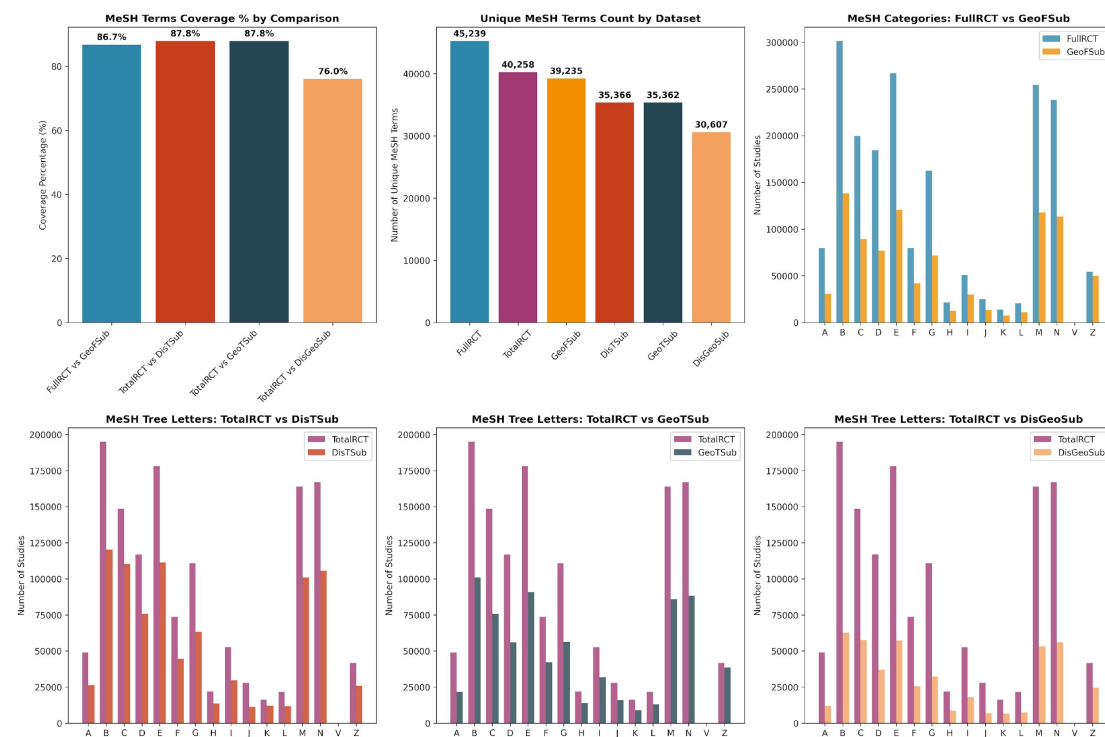 MeSH Terms Coverage % by Comparison
86.7%
87.8%
87.8%
76.0%
80
60
40
20
0
Coverage Percentage (%)
FullRCT vs GeoFSub
TotalRCT vs DisTSub
TotalRCT vs GeoTSub
TotalRCT vs DisGeoSub
Unique MeSH Terms Count by Dataset
45,239
40,258
39,235
35,366
35,362
30,607
40000
30000
20000
10000
0
Number of Unique MeSH Terms
FullRCT
TotalRCT
GeoFSub
DisTSub
GeoTSub
DisGeoSub
MeSH Categories: FullRCT vs GeoFSub
FullRCT
GeoFSub
300000
250000
200000
150000
100000
50000
0
Number of Studies
A B C D E F G H I J K L M N V Z
MeSH Tree Letters: TotalRCT vs DisTSub
TotalRCT
DisTSub
200000
175000
150000
125000
100000
75000
50000
25000
0
Number of Studies
A B C D E F G H I J K L M N V Z
MeSH Tree Letters: TotalRCT vs GeoTSub
TotalRCT
GeoTSub
200000
175000
150000
125000
100000
75000
50000
25000
0
Number of Studies
A B C D E F G H I J K L M N V Z
MeSH Tree Letters: TotalRCT vs DisGeoSub
TotalRCT
DisGeoSub
200000
175000
150000
125000
100000
75000
50000
25000
0
Number of Studies
A B C D E F G H I J K L M N V Z